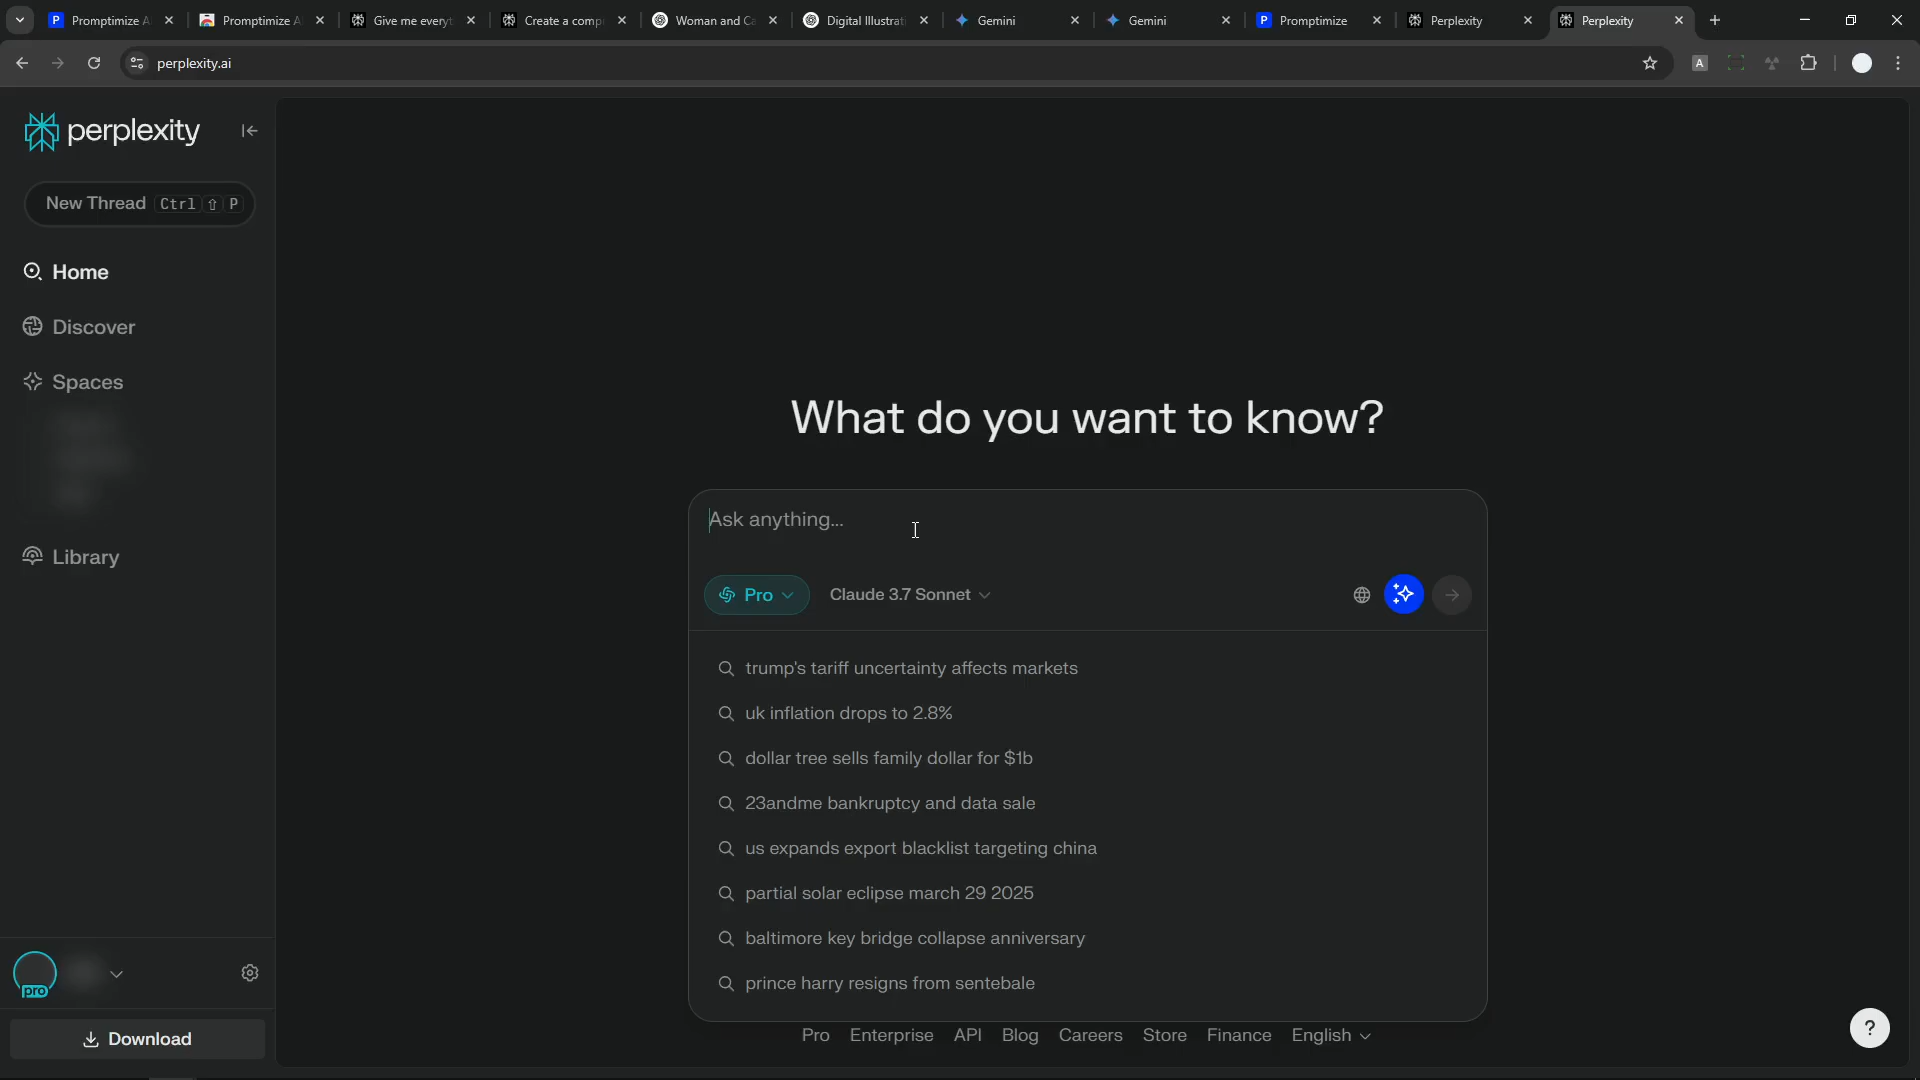 Promptimize A
Promptimize A
Give me everyt
Create a comp
Woman and Ca
Digital Illustrati
Gemini
Gemini
Promptimize
Perplexity
Perplexity
perplexity.ai
A
perplexity
New Thread Ctrl ⇧ P
Home
Discover
Spaces
Library
pro
Download
What do you want to know?
Ask anything...
Pro
Claude 3.7 Sonnet
trump's tariff uncertainty affects markets
uk inflation drops to 2.8%
dollar tree sells family dollar for $1b
23andme bankruptcy and data sale
us expands export blacklist targeting china
partial solar eclipse march 29 2025
baltimore key bridge collapse anniversary
prince harry resigns from sentebale
Pro Enterprise API Blog Careers Store Finance English
?